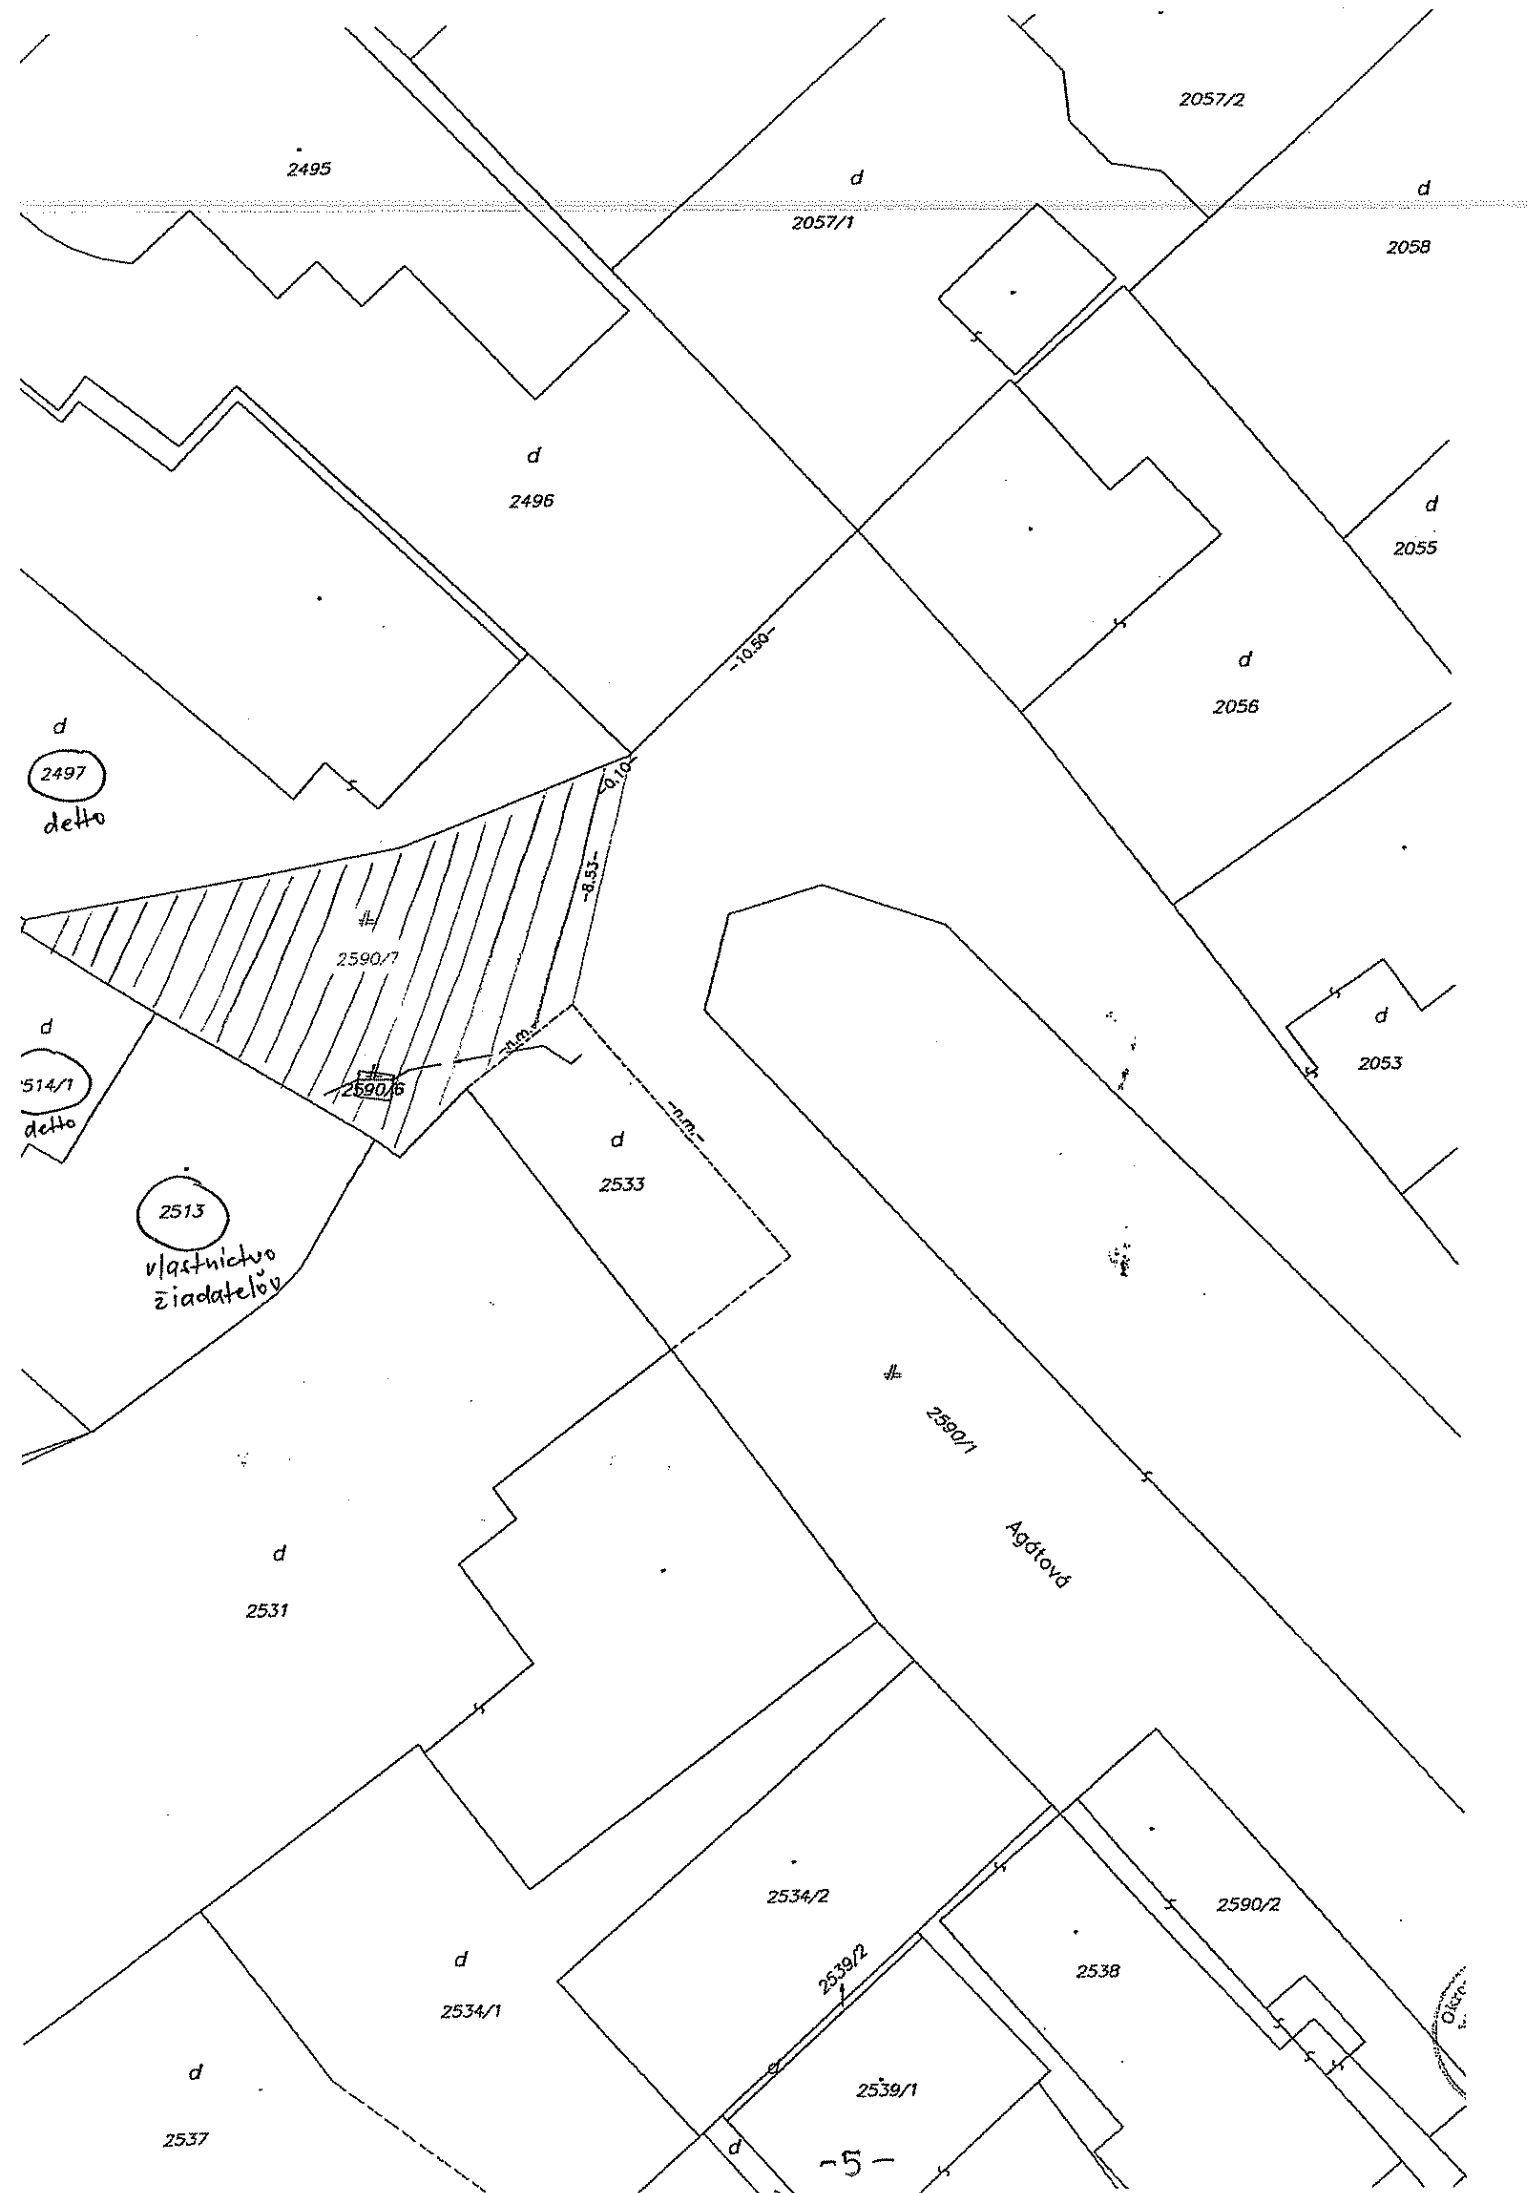 2057/2
2495
d
2057/1
d
2058
d
2496
d
2055
-10.50-
d
2056
d
2497
detto
-0.10-
-8.53-
2590/7
d
514/1
detto
-n.m.-
2590/6
d
2053
-n.m.-
d
2533
2513
vlastníctvo
žiadateľov
2590/1
Agátová
d
2531
2534/2
2590/2
d
2534/1
2539/2
2538
d
d
2537
2539/1
d
-5-